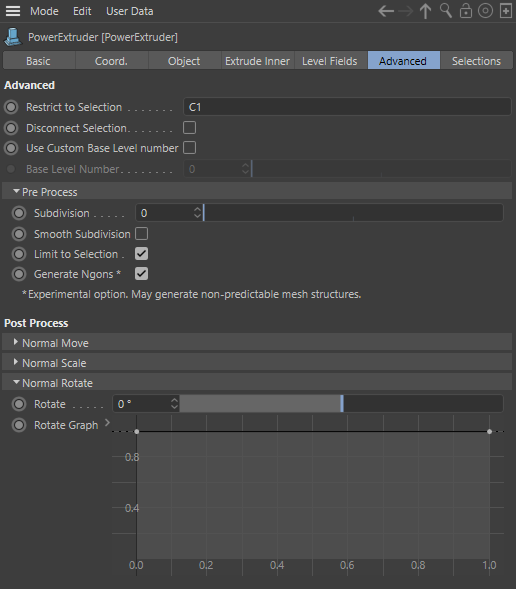 Mode Edit User Data
PowerExtruder [PowerExtruder]
Basic Coord. Object Extrude Inner Level Fields Advanced Selections
Advanced
Restrict to Selection . . . . . . . C1
Disconnect Selection . . . . . . .
Use Custom Base Level number
Base Level Number . . . . . . . . 0
Pre Process
Subdivision . . . . . 0
Smooth Subdivision
Limit to Selection .
Generate Ngons *
*Experimental option. May generate non-predictable mesh structures.
Post Process
Normal Move
Normal Scale
Normal Rotate
Rotate . . . . . 0 °
Rotate Graph
0.8
0.4
0.0 0.2 0.4 0.6 0.8 1.0